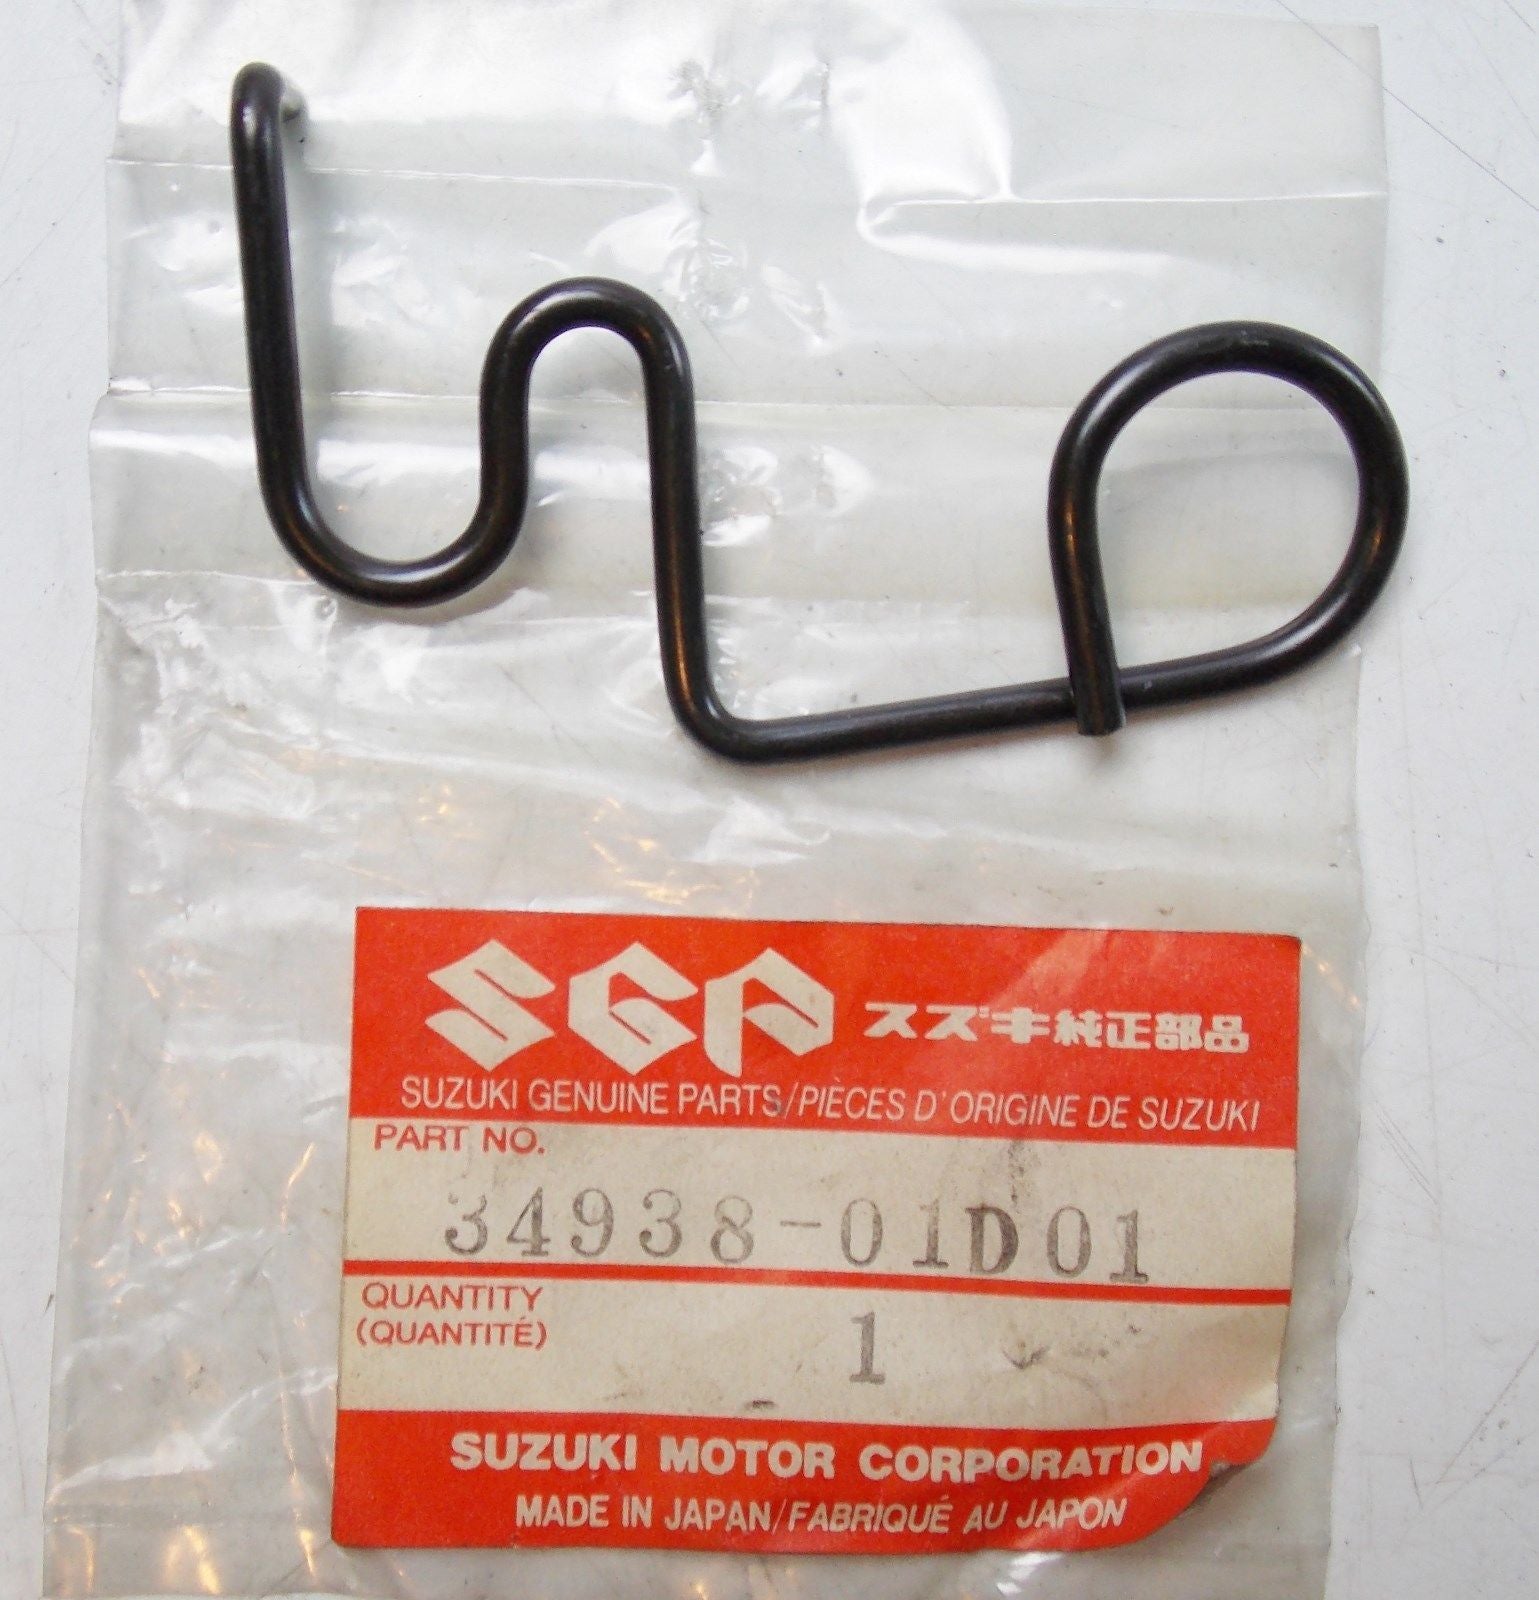 SGP スズキ純正部品
SUZUKI GENUINE PARTS/PIÈCES D'ORIGINE DE SUZUKI
PART NO.
34938-01D01
QUANTITY
(QUANTITÉ)
1
SUZUKI MOTOR CORPORATION
MADE IN JAPAN/FABRIQUÉ AU JAPON